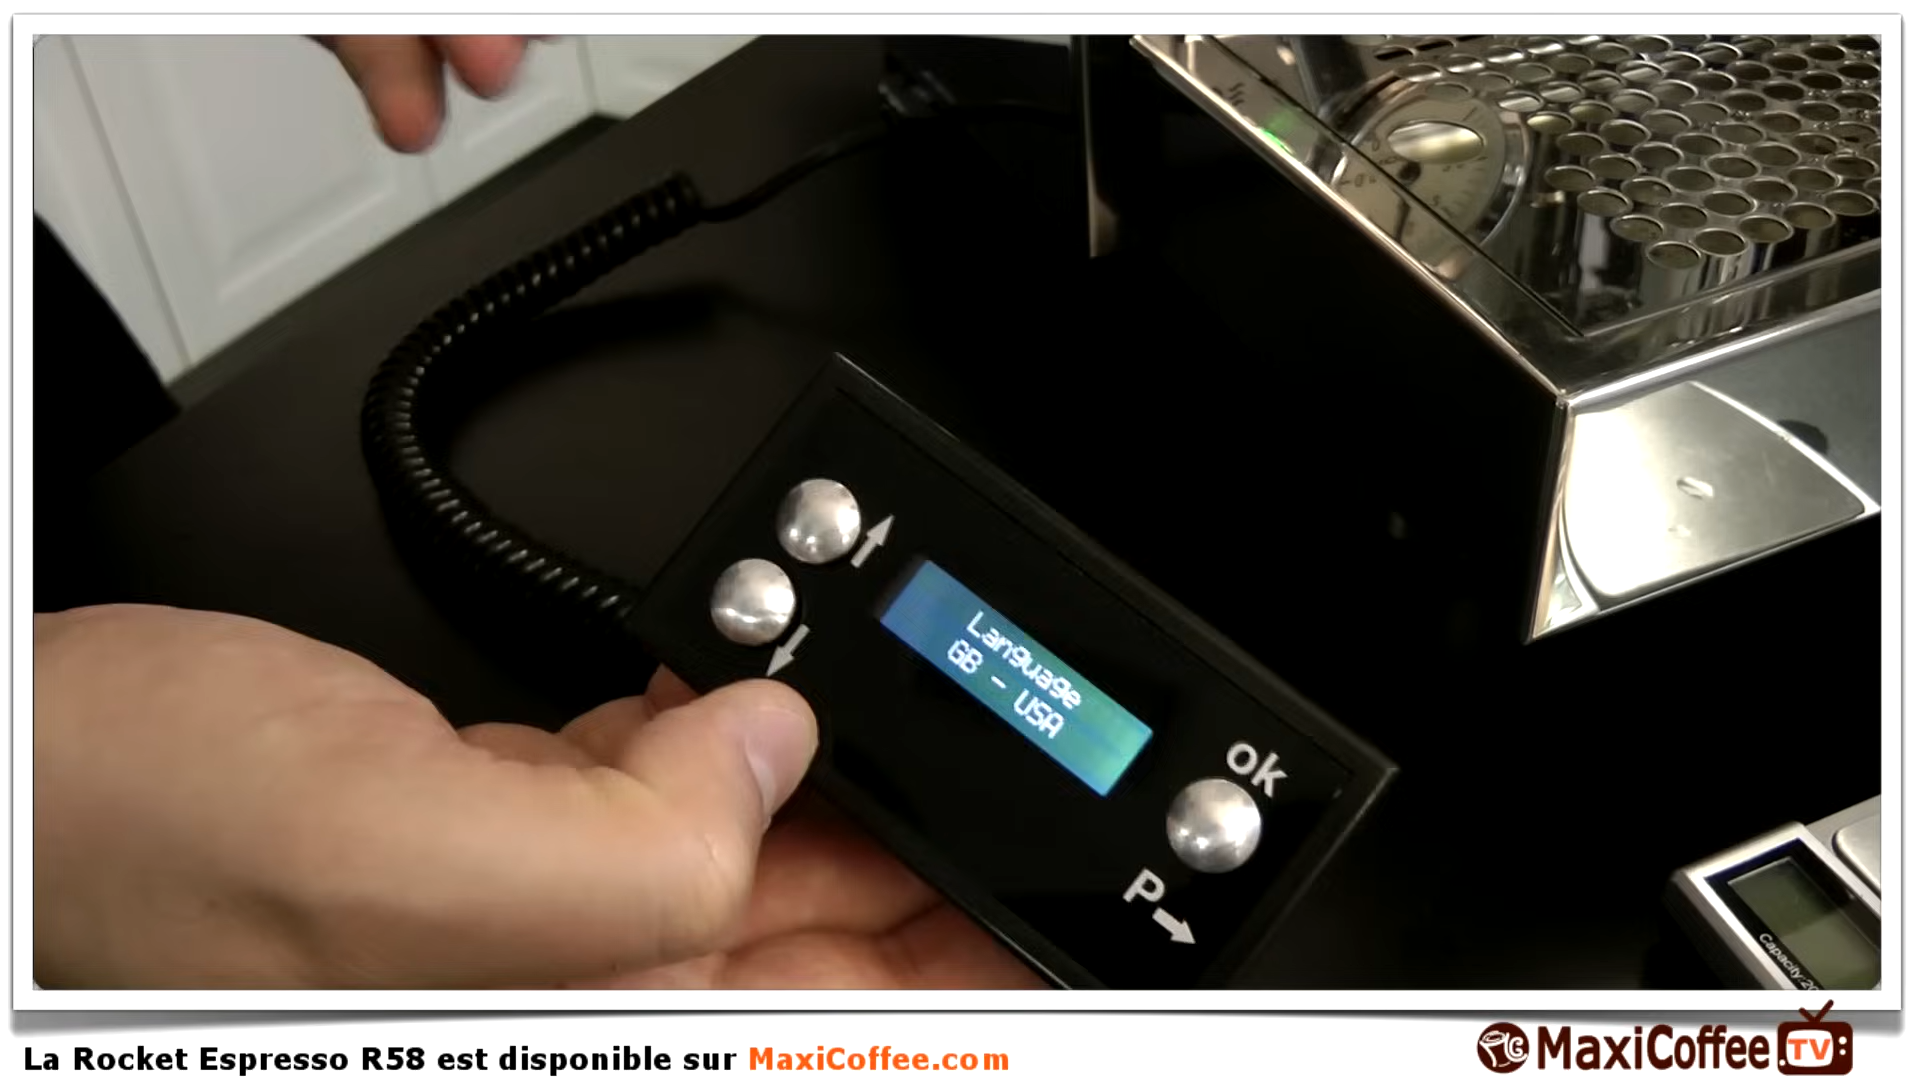 Language
GB - USA
ok
P
La Rocket Espresso R58 est disponible sur MaxiCoffee.com
MaxiCoffee TV